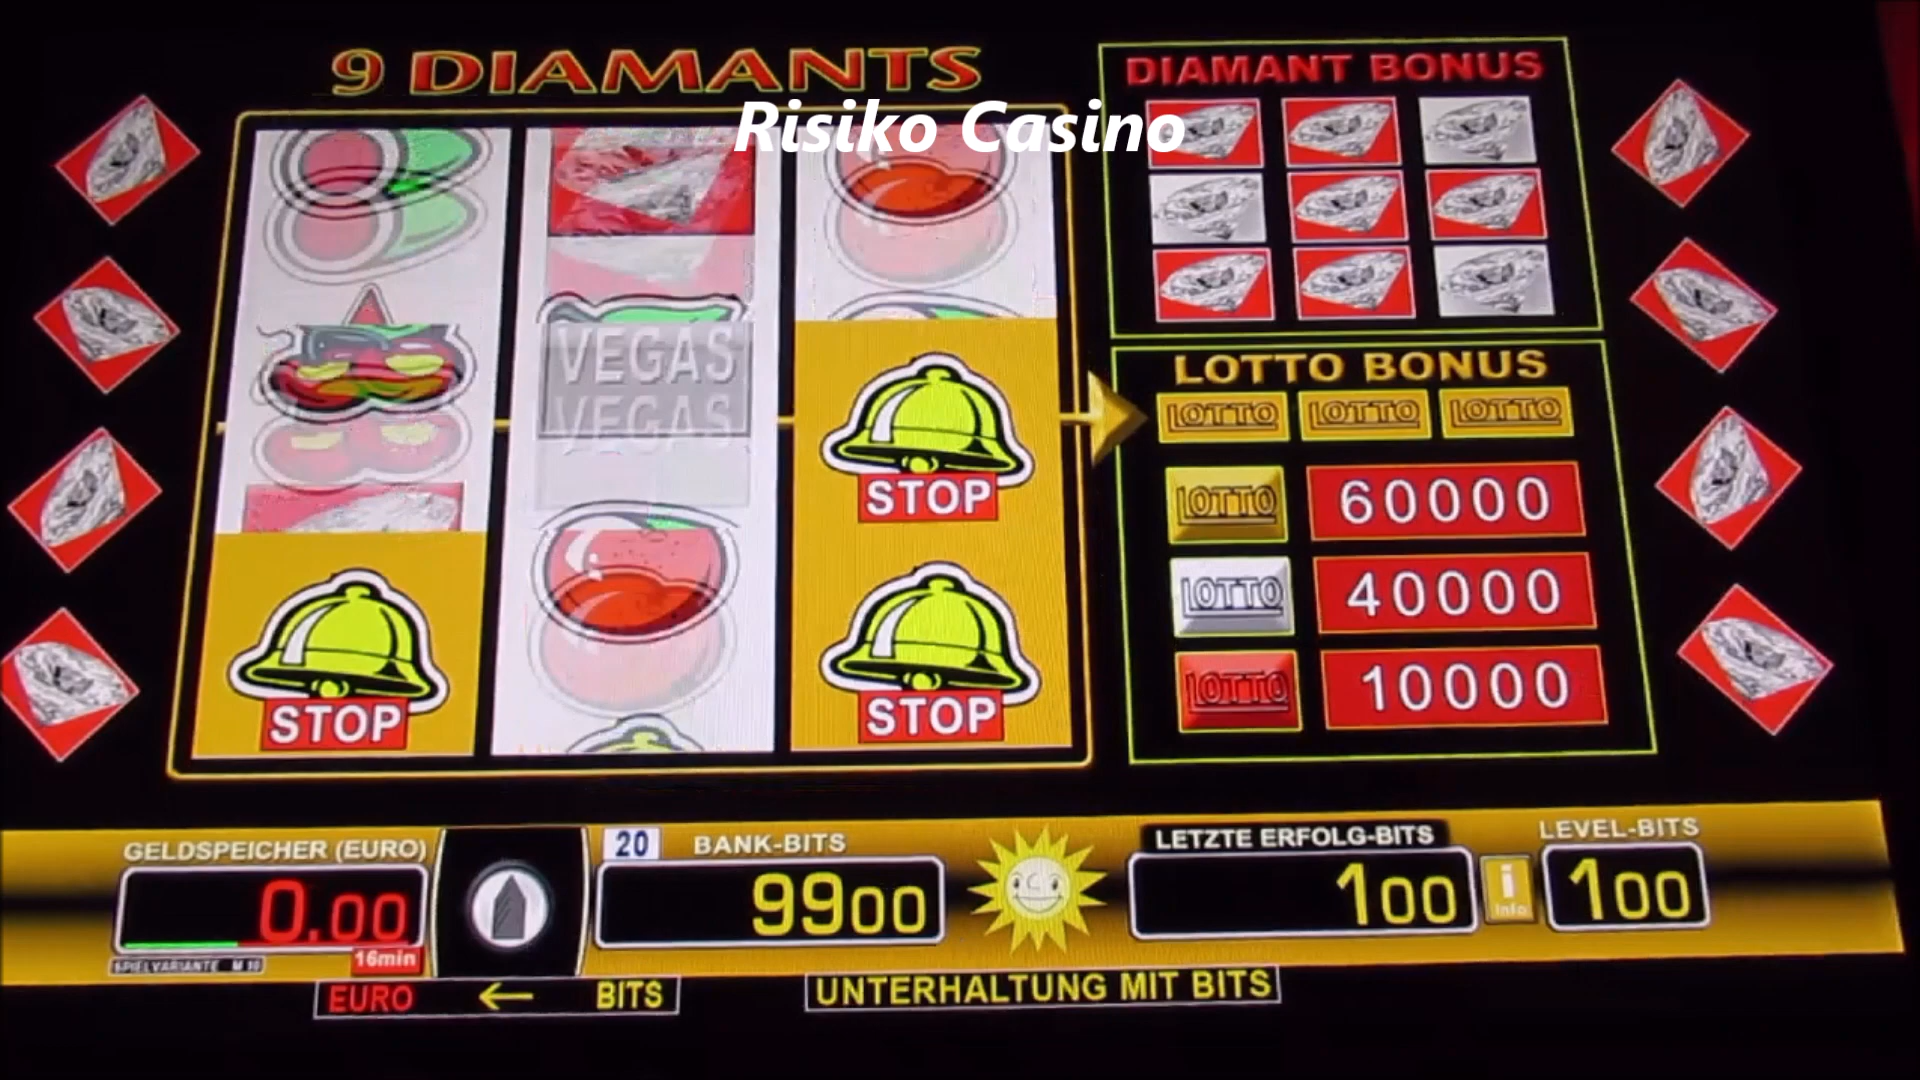 9 DIAMANTS
Risiko Casino
DIAMANT BONUS
VEGAS
VEGAS
STOP
STOP
STOP
LOTTO BONUS
LOTTO LOTTO LOTTO
LOTTO 60000
LOTTO 40000
LOTTO 10000
GELDSPEICHER (EURO)
0.00
16min
SPIELVARIANTE M 10
20 BANK-BITS
9900
LETZTE ERFOLG-BITS
100
i
Info
LEVEL-BITS
100
EURO ← BITS
UNTERHALTUNG MIT BITS